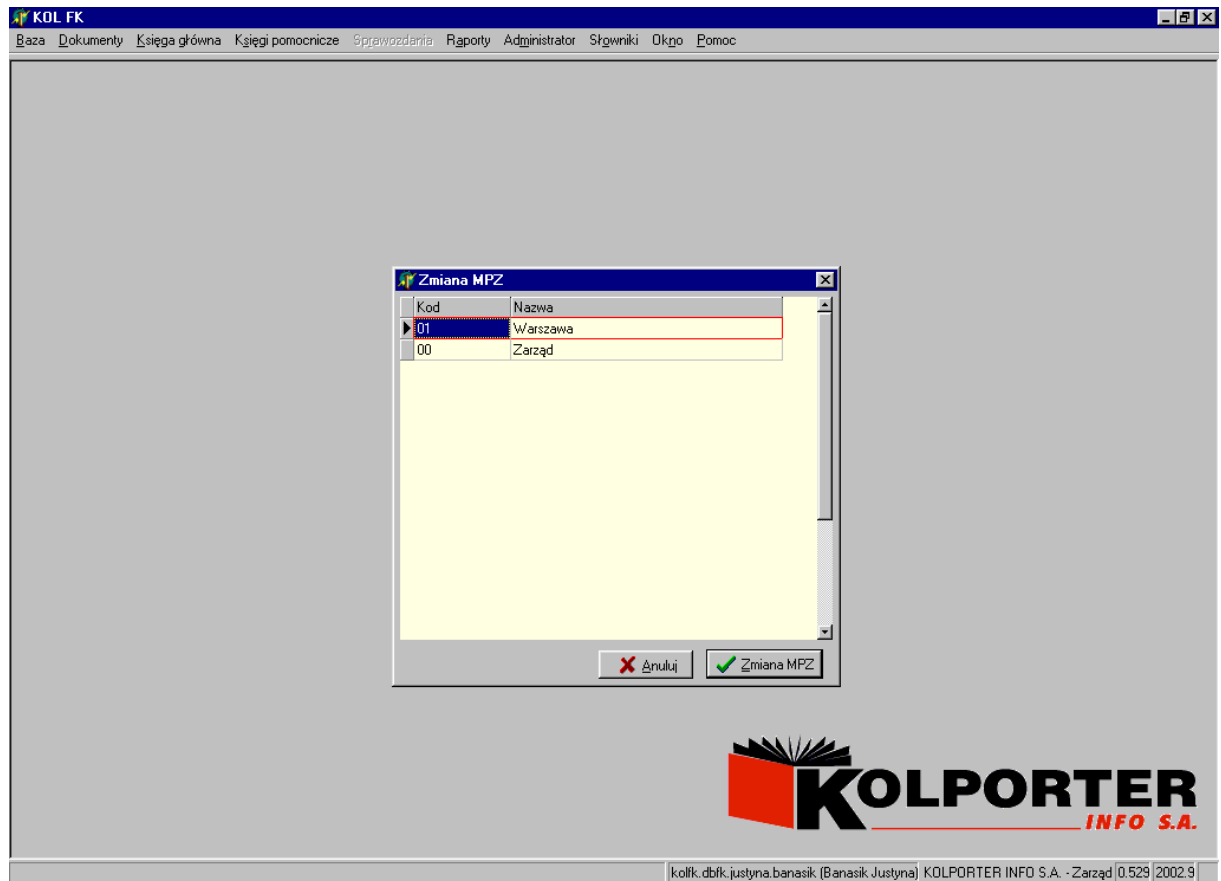 KOL FK
Baza Dokumenty Księga główna Księgi pomocnicze Sprawozdania Raporty Administrator Słowniki Okno Pomoc
Zmiana MPZ
Kod Nazwa
01 Warszawa
00 Zarząd
Anuluj Zmiana MPZ
KOLPORTER
INFO S.A.
kolfk.dbfk.justyna.banasik (Banasik Justyna) KOLPORTER INFO S.A. - Zarząd 0.529 2002.9